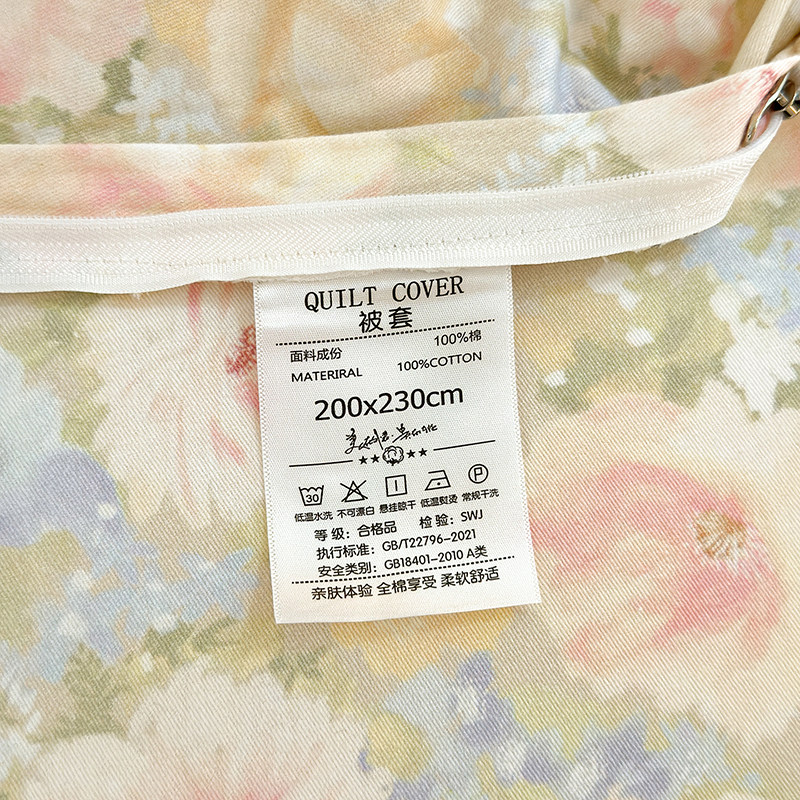 QUILT COVER
被套
面料成份 100%棉
MATERIRAL 100%COTTON
200x230cm
30 P
低温水洗 不可漂白 悬挂晾干 低温熨烫 常规干洗
等 级: 合格品 检 验: SWJ
执行标准: GB/T22796-2021
安全类别: GB18401-2010 A类
亲肤体验 全棉享受 柔软舒适